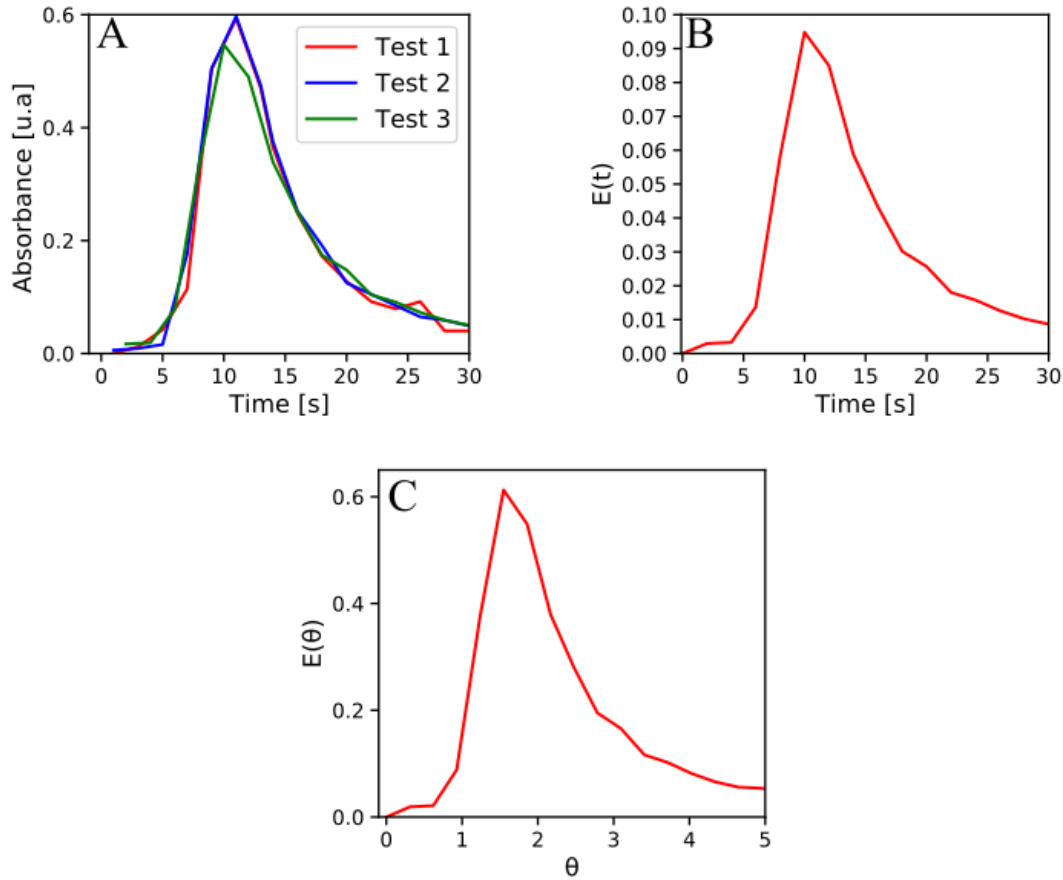 A
Absorbance [u.a]
0.6
0.4
0.2
0.0
Test 1
Test 2
Test 3
0 5 10 15 20 25 30
Time [s]
B
E(t)
0.10
0.09
0.08
0.07
0.06
0.05
0.04
0.03
0.02
0.01
0.00
0 5 10 15 20 25 30
Time [s]
C
E(θ)
0.6
0.4
0.2
0.0
0 1 2 3 4 5
θ